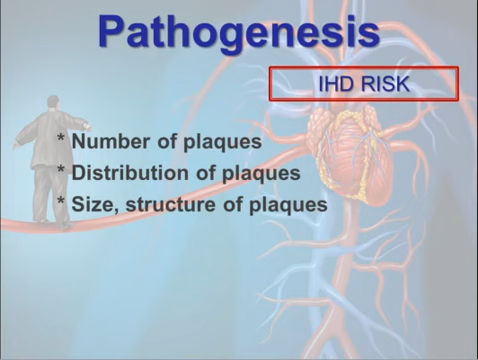 Pathogenesis
IHD RISK
* Number of plaques
* Distribution of plaques
* Size, structure of plaques